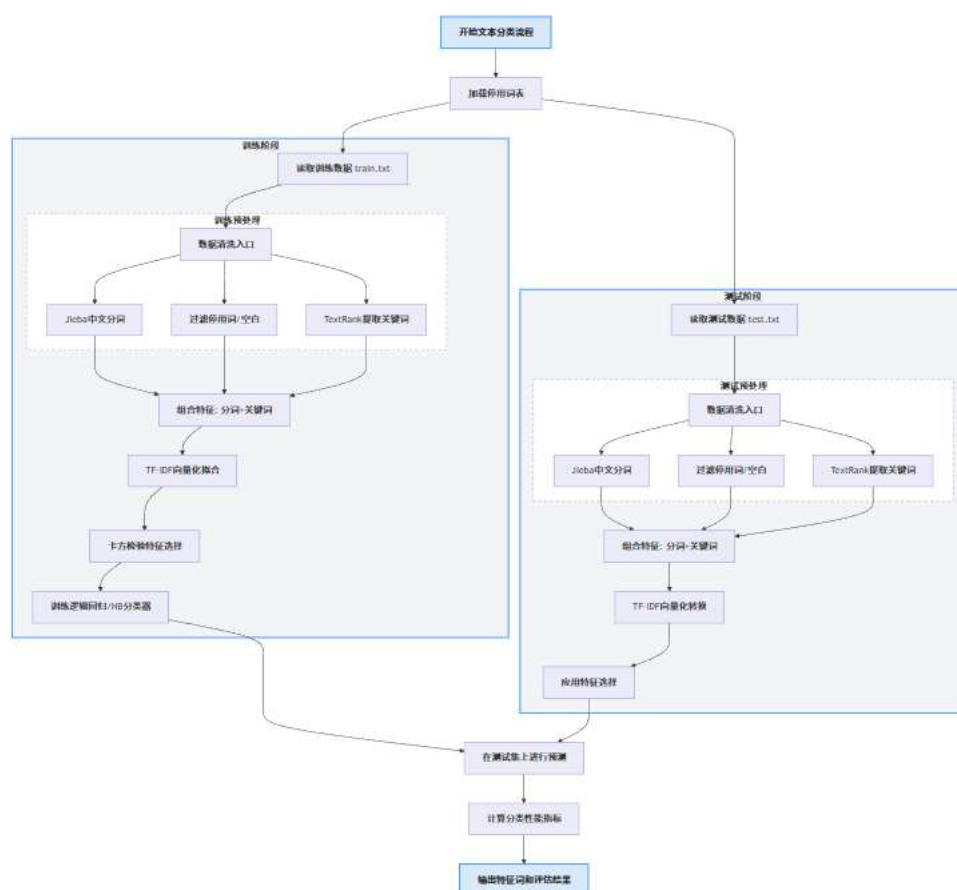 开始文本分类流程
加载停用词表
训练阶段
读取训练数据 train.txt
训练预处理
数据清洗入口
Jieba中文分词
过滤停用词/空白
TextRank提取关键词
组合特征：分词+关键词
TF-IDF向量化拟合
卡方检验特征选择
训练逻辑回归/NB分类器
测试阶段
读取测试数据 test.txt
测试预处理
数据清洗入口
Jieba中文分词
过滤停用词/空白
TextRank提取关键词
组合特征：分词+关键词
TF-IDF向量化转换
应用特征选择
在测试集上进行预测
计算分类性能指标
输出特征词和评估结果